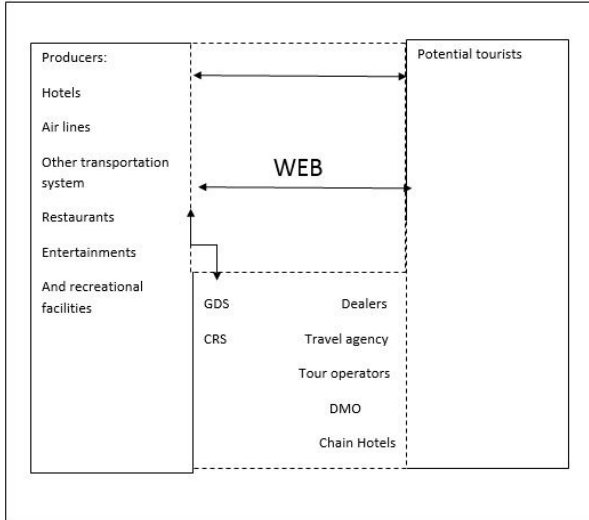 Producers:
Hotels
Air lines
Other transportation
system
Restaurants
Entertainments
And recreational
facilities
WEB
GDS
CRS
Dealers
Travel agency
Tour operators
DMO
Chain Hotels
Potential tourists